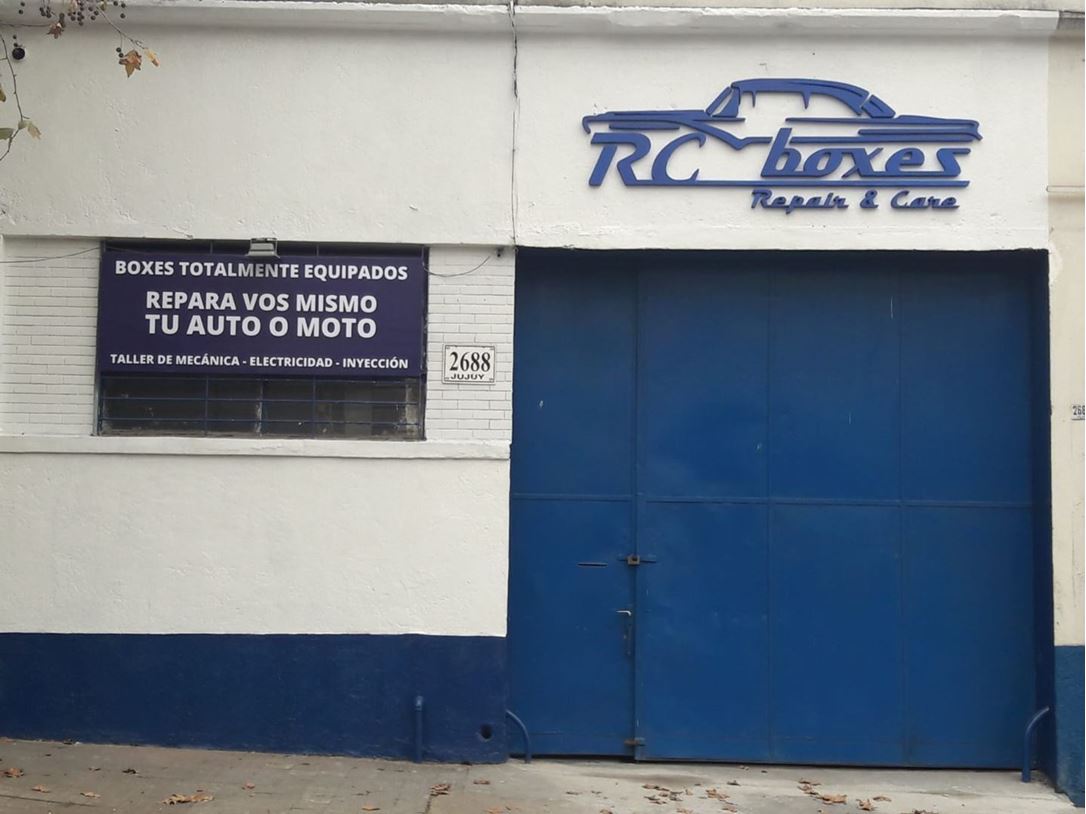 RC boxes
Repair & Care
BOXES TOTALMENTE EQUIPADOS
REPARA VOS MISMO
TU AUTO O MOTO
TALLER DE MECÁNICA - ELECTRICIDAD - INYECCIÓN
2688
JUJUY